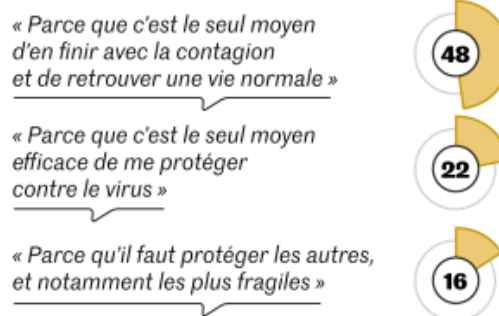 « Parce que c'est le seul moyen
d'en finir avec la contagion
et de retrouver une vie normale »
48
« Parce que c'est le seul moyen
efficace de me protéger
contre le virus »
22
« Parce qu'il faut protéger les autres,
et notamment les plus fragiles »
16